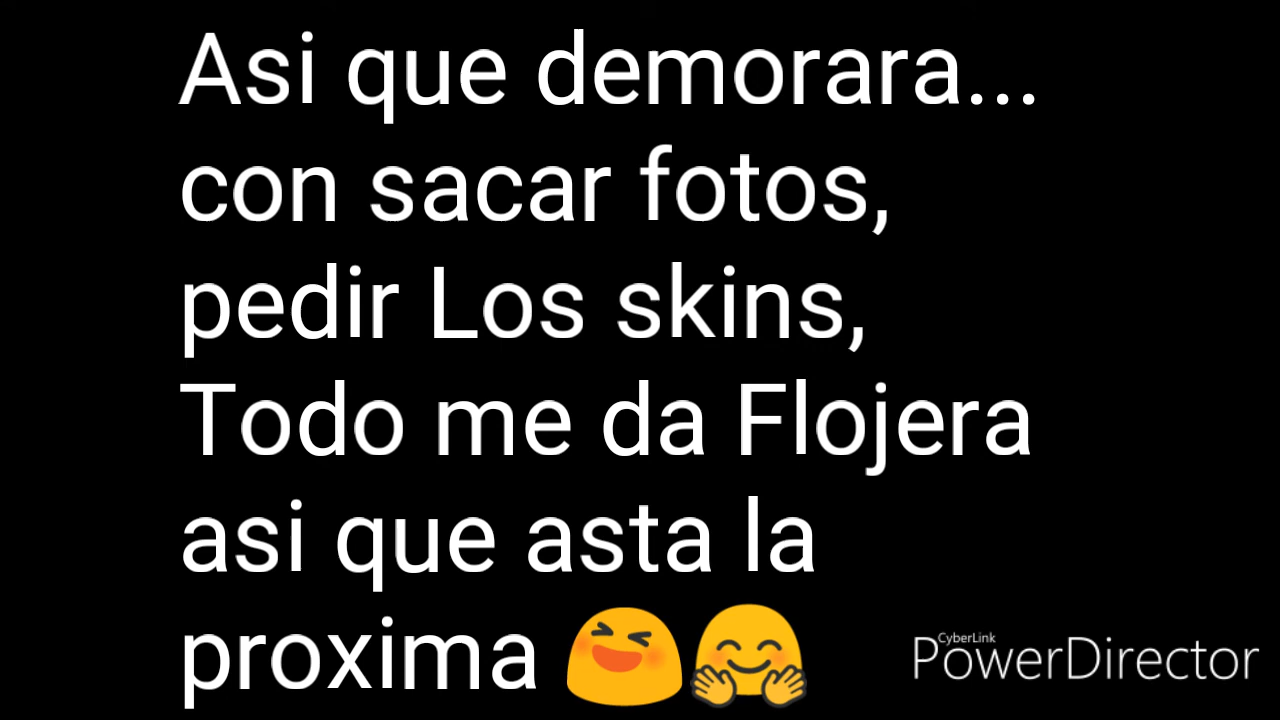 Asi que demorara...
con sacar fotos,
pedir Los skins,
Todo me da Flojera
asi que asta la
proxima 😆🤗
CyberLink
PowerDirector